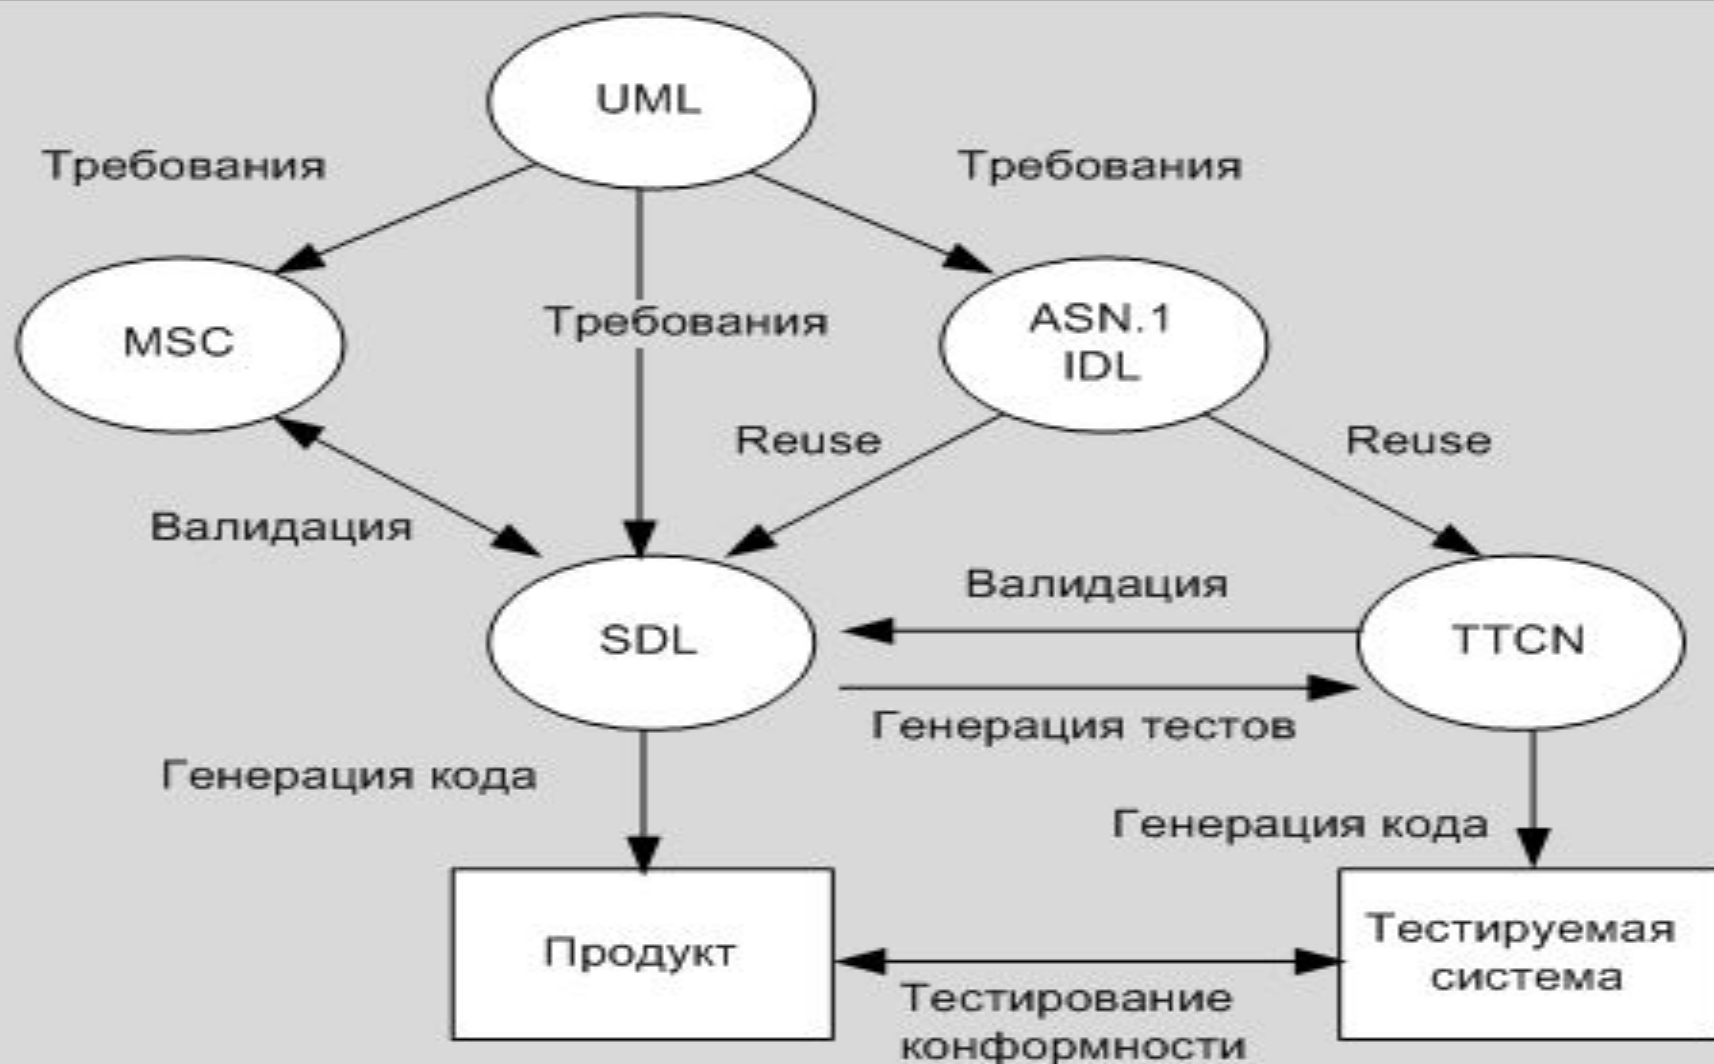 UML
Требования
Требования
MSC
Требования
ASN.1
IDL
Reuse
Reuse
Валидация
Валидация
SDL
TTCN
Генерация тестов
Генерация кода
Генерация кода
Продукт
Тестируемая
система
Тестирование
конформности